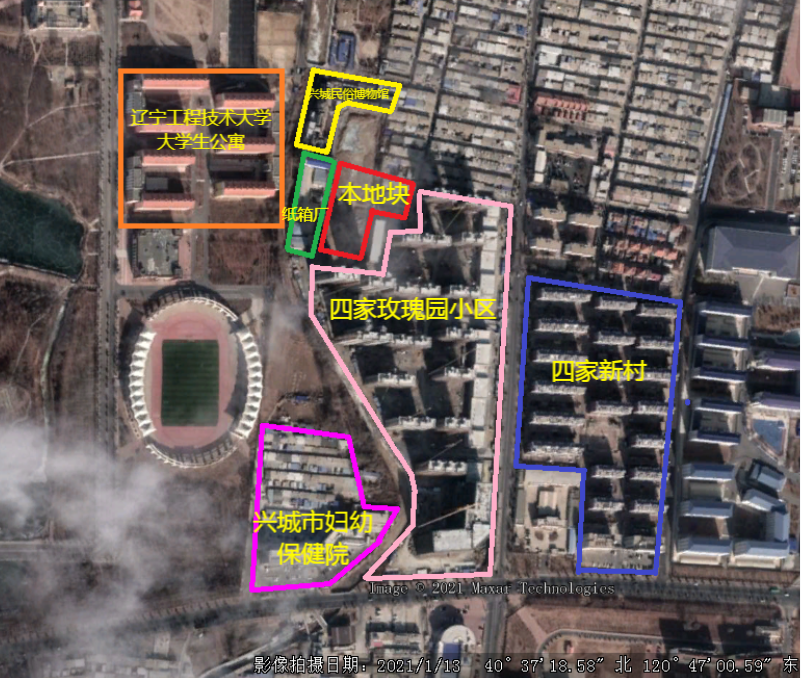 兴城民俗博物馆
辽宁工程技术大学
大学生公寓
本地块
纸箱厂
四家玫瑰园小区
四家新村
兴城市妇幼
保健院
Image © 2021 Maxar Technologies
影像拍摄日期: 2021/1/13 40°37'18.58" 北 120°47'00.59" 东